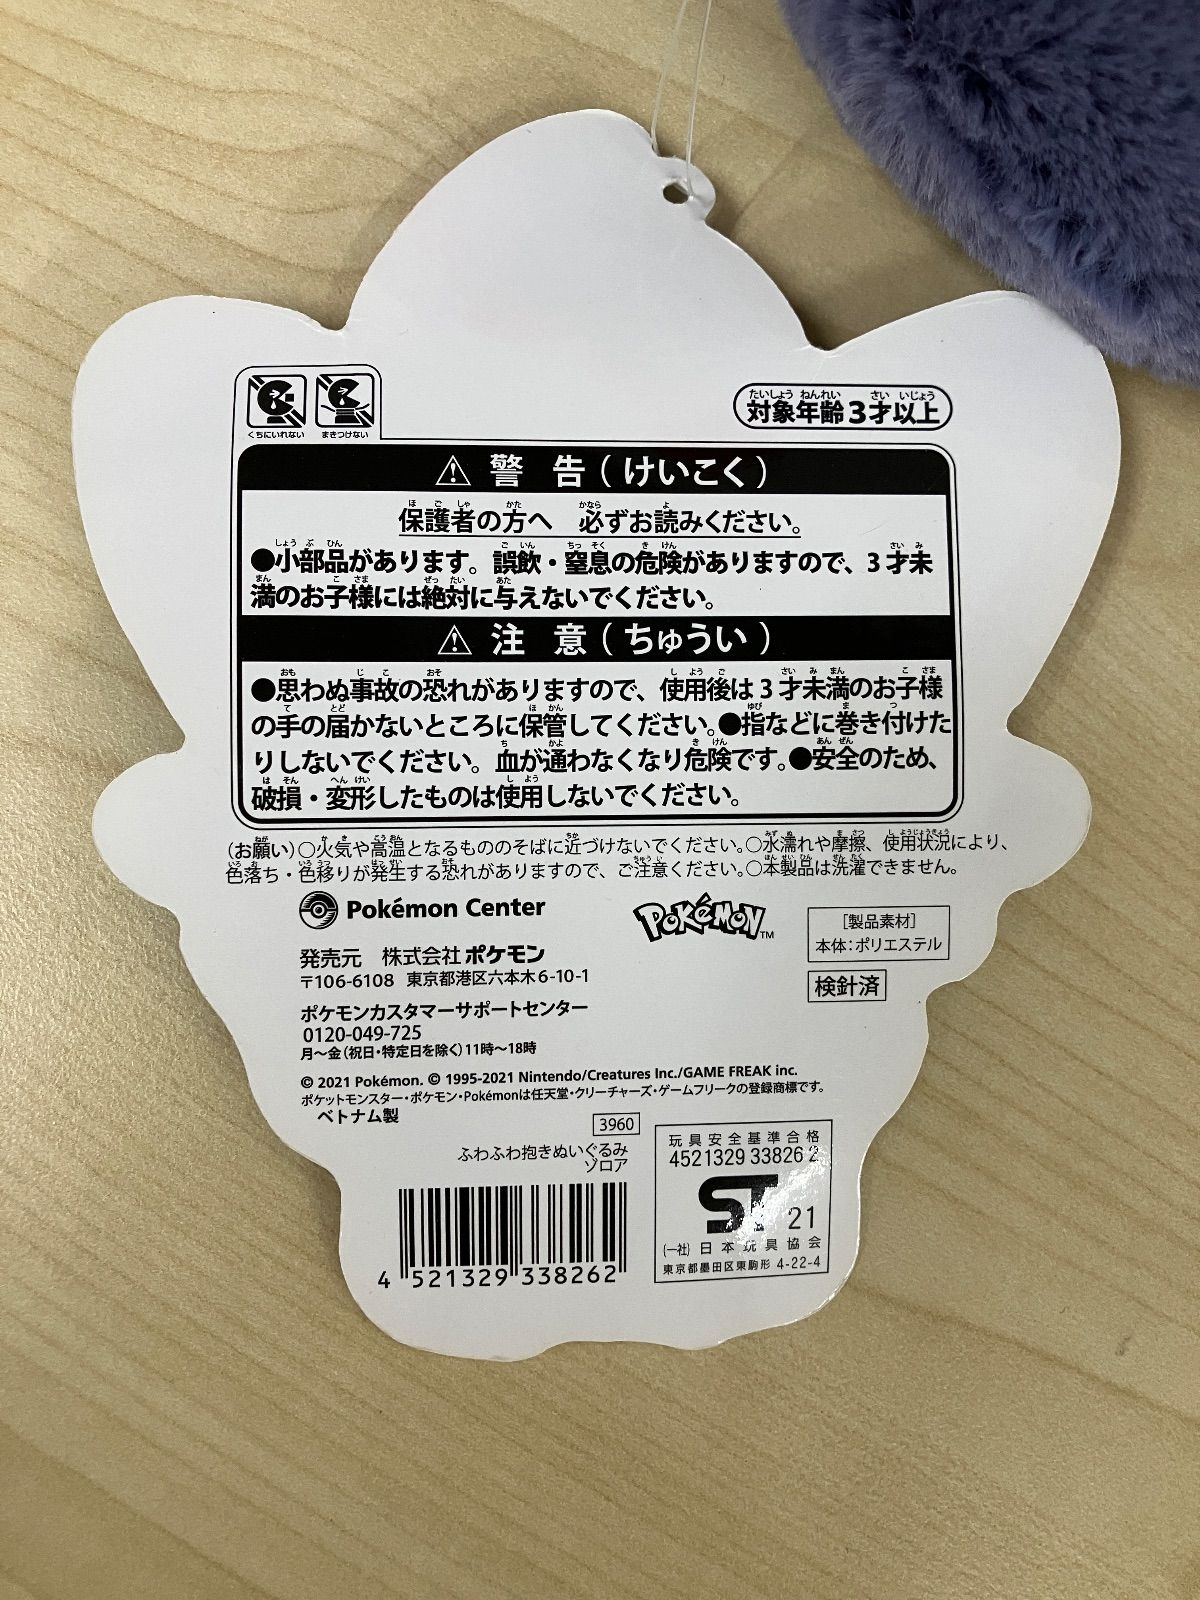 くちにいれない まきつけない
対象年齢3才以上
⚠ 警 告(けいこく)
保護者の方へ 必ずお読みください。
●小部品があります。誤飲・窒息の危険がありますので、3才未
満のお子様には絶対に与えないでください。
⚠ 注 意(ちゅうい)
●思わぬ事故の恐れがありますので、使用後は3才未満のお子様
の手の届かないところに保管してください。●指などに巻き付けた
りしないでください。血が通わなくなり危険です。●安全のため、
破損・変形したものは使用しないでください。
(お願い)○火気や高温となるもののそばに近づけないでください。○水濡れや摩擦、使用状況により、
色落ち・色移りが発生する恐れがありますので、ご注意ください。○本製品は洗濯できません。
Pokémon Center
POKéMON TM
[製品素材]
本体:ポリエステル
検針済
発売元 株式会社ポケモン
〒106-6108 東京都港区六本木6-10-1
ポケモンカスタマーサポートセンター
0120-049-725
月〜金(祝日・特定日を除く)11時〜18時
© 2021 Pokémon. © 1995-2021 Nintendo/Creatures Inc./GAME FREAK inc.
ポケットモンスター・ポケモン・Pokémonは任天堂・クリーチャーズ・ゲームフリークの登録商標です。
ベトナム製
3960
ふわふわ抱きぬいぐるみ
ゾロア
4 521329 338262
玩具安全基準合格
4521329 33826 2
ST 21
(一社)日本玩具協会
東京都墨田区東駒形 4-22-4